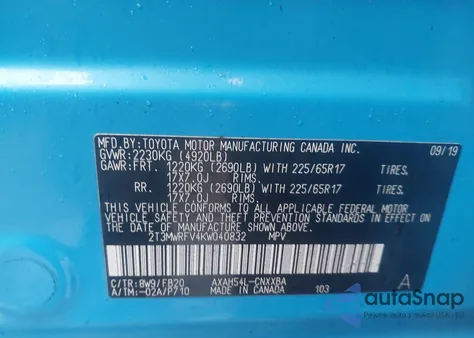 MFD.BY:TOYOTA MOTOR MANUFACTURING CANADA INC.
GVWR:2230KG (4920LB) 09/19
GAWR:FRT. 1220KG (2690LB) WITH 225/65R17 TIRES.
17X7.0J RIMS.
RR. 1220KG (2690LB) WITH 225/65R17 TIRES.
17X7.0J RIMS.
THIS VEHICLE CONFORMS TO ALL APPLICABLE FEDERAL MOTOR
VEHICLE SAFETY AND BUMPER STANDARDS IN EFFECT ON THE DATE
OF MANUFACTURE SHOWN ABOVE.
2T3MWRFV4KW040832 MPV
C/TR:8W9/FB20 AXAH54L-CNXXBA A
A/TM:-02A/P710 MADE IN CANADA 103
autaSnap